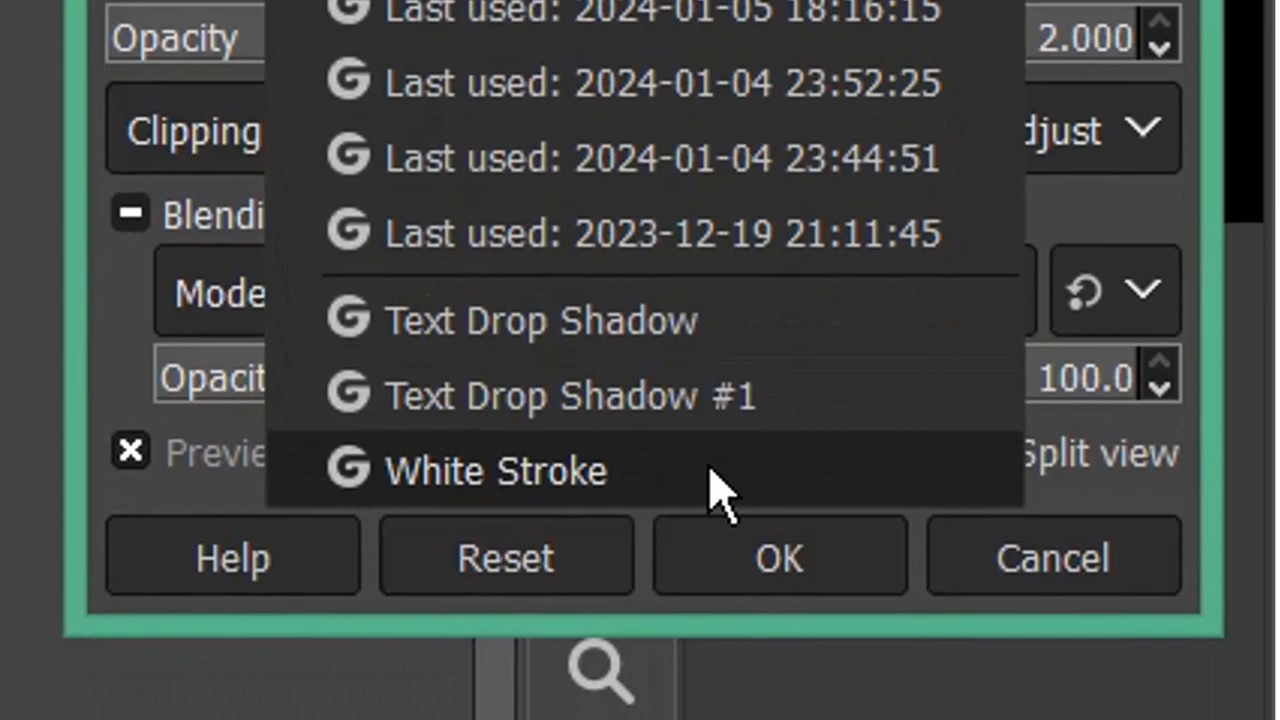 Last used: 2024-01-05 18:16:15
Opacity 2.000
Last used: 2024-01-04 23:52:25
Clipping djust
Last used: 2024-01-04 23:44:51
Blendi
Last used: 2023-12-19 21:11:45
Mode
Text Drop Shadow
Opacit 100.0
Text Drop Shadow #1
Previe Split view
White Stroke
Help Reset OK Cancel